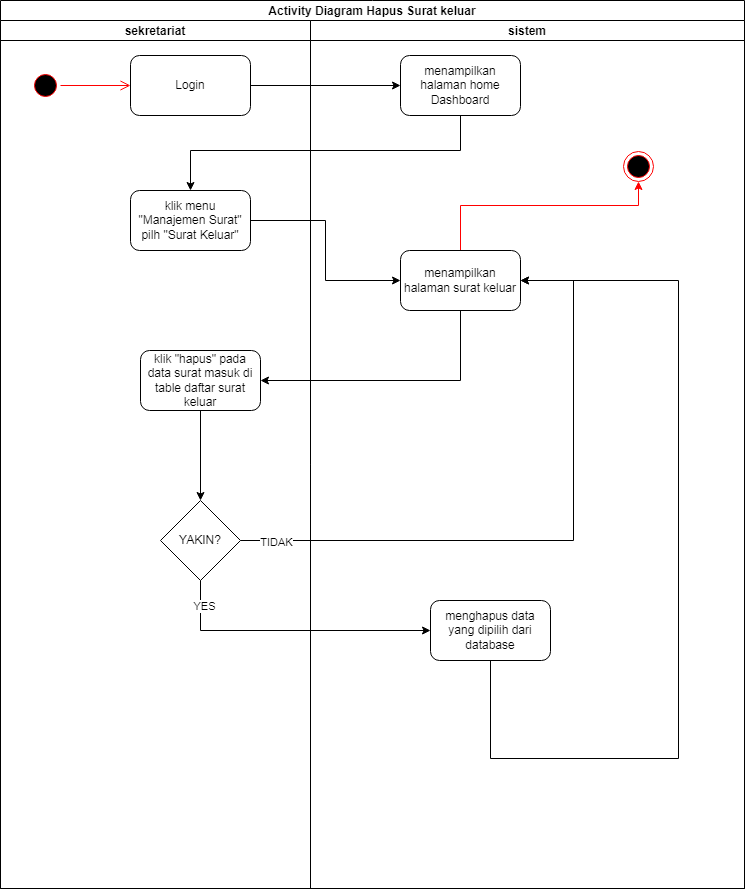 Activity Diagram Hapus Surat keluar
sekretariat
sistem
Login
menampilkan
halaman home
Dashboard
klik menu
"Manajemen Surat"
pilh "Surat Keluar"
menampilkan
halaman surat keluar
klik "hapus" pada
data surat masuk di
table daftar surat
keluar
YAKIN?
TIDAK
YES
menghapus data
yang dipilih dari
database